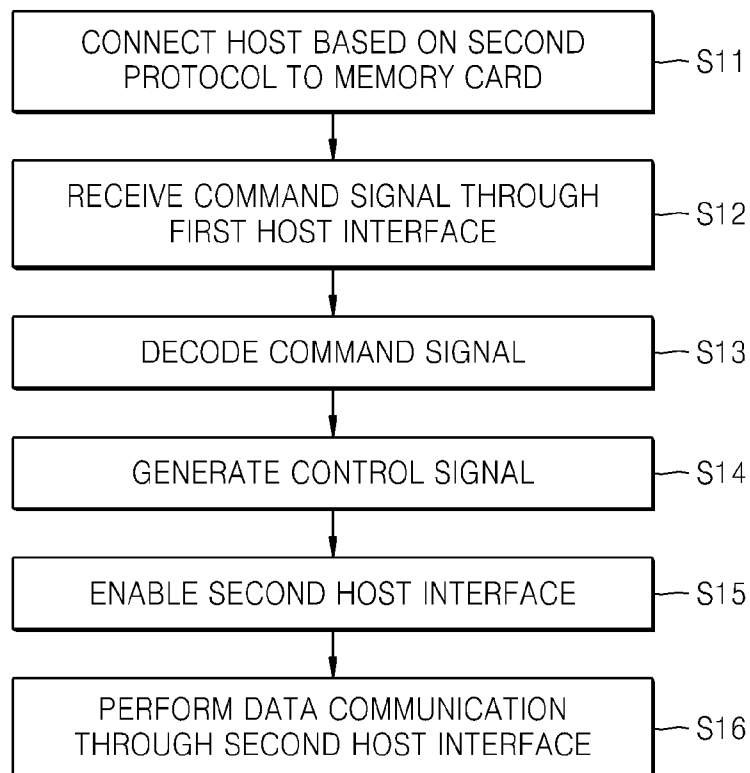 CONNECT HOST BASED ON SECOND
PROTOCOL TO MEMORY CARD
S11
RECEIVE COMMAND SIGNAL THROUGH
FIRST HOST INTERFACE
S12
DECODE COMMAND SIGNAL
S13
GENERATE CONTROL SIGNAL
S14
ENABLE SECOND HOST INTERFACE
S15
PERFORM DATA COMMUNICATION
THROUGH SECOND HOST INTERFACE
S16